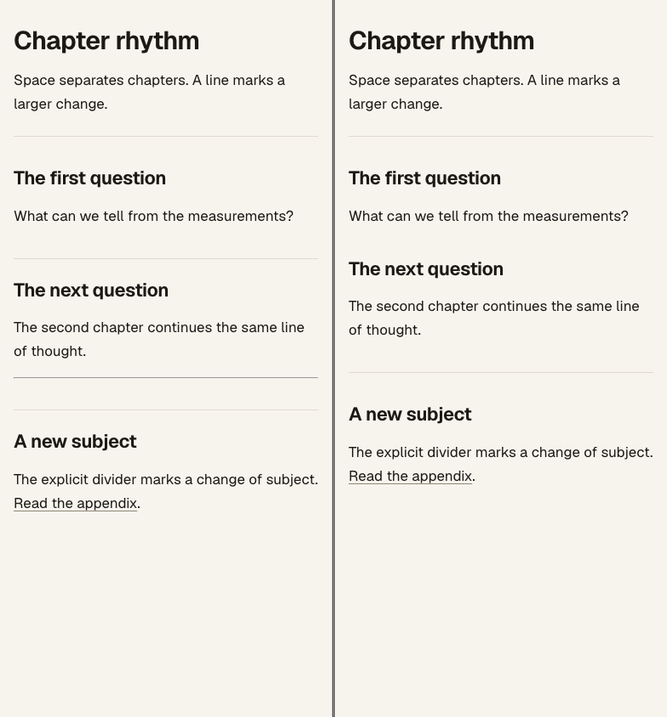 Chapter rhythm
Space separates chapters. A line marks a
larger change.
The first question
What can we tell from the measurements?
The next question
The second chapter continues the same line
of thought.
A new subject
The explicit divider marks a change of subject.
Read the appendix.
Chapter rhythm
Space separates chapters. A line marks a
larger change.
The first question
What can we tell from the measurements?
The next question
The second chapter continues the same line
of thought.
A new subject
The explicit divider marks a change of subject.
Read the appendix.